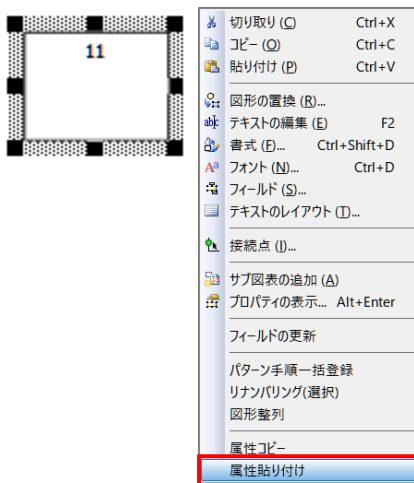 11
切り取り (C) Ctrl+X
コピー (O) Ctrl+C
貼り付け (P) Ctrl+V
図形の置換 (R)...
テキストの編集 (E) F2
書式 (F)... Ctrl+Shift+D
フォント (N)... Ctrl+D
フィールド (S)...
テキストのレイアウト (T)...
接続点 (I)...
サブ図表の追加 (A)
プロパティの表示... Alt+Enter
フィールドの更新
パターン手順一括登録
リナンバリング(選択)
図形整列
属性コピー
属性貼り付け